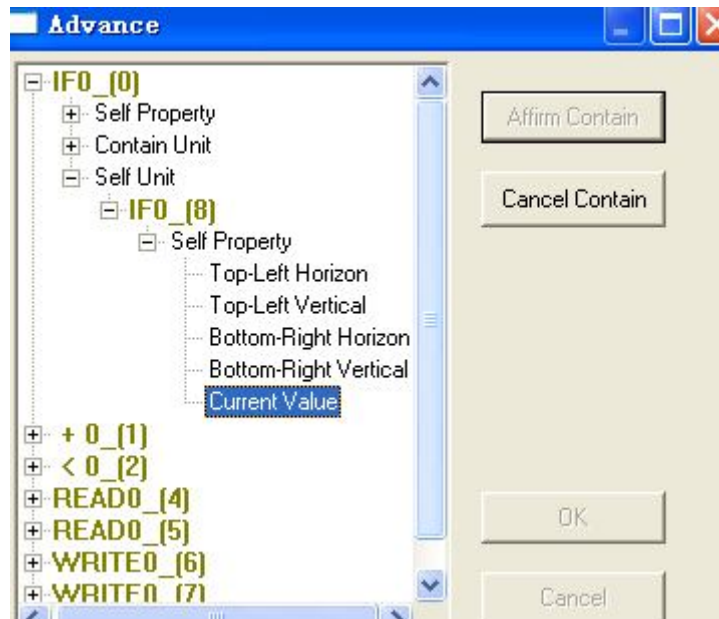 Advance
IF0_(0)
Self Property
Contain Unit
Self Unit
IF0_(8)
Self Property
Top-Left Horizon
Top-Left Vertical
Bottom-Right Horizon
Bottom-Right Vertical
Current Value
+ 0_(1)
< 0_(2)
READ0_(4)
READ0_(5)
WRITE0_(6)
WRITE0_(7)
Affirm Contain
Cancel Contain
OK
Cancel